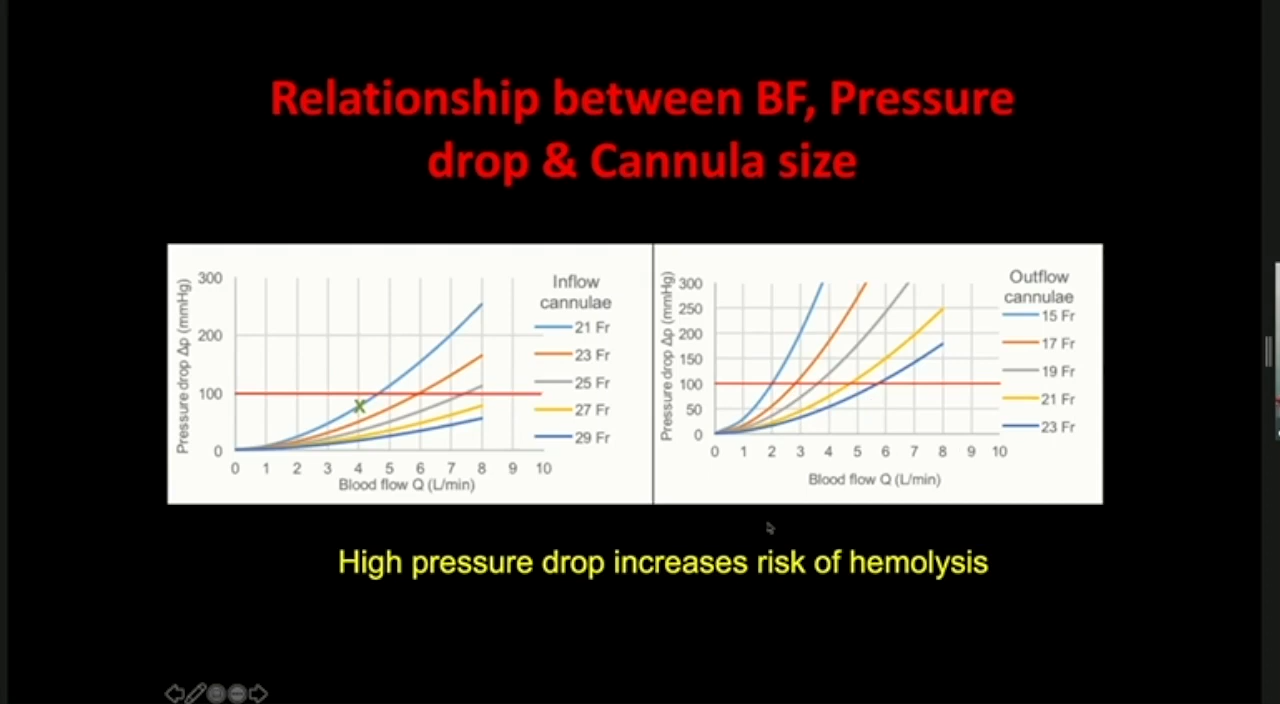 Relationship between BF, Pressure
drop & Cannula size
Pressure drop Δp (mmHg)
300
200
100
0
0 1 2 3 4 5 6 7 8 9 10
Blood flow Q (L/min)
X
Inflow
cannulae
21 Fr
23 Fr
25 Fr
27 Fr
29 Fr
Pressure drop Δp (mmHg)
300
250
200
150
100
50
0
0 1 2 3 4 5 6 7 8 9 10
Blood flow Q (L/min)
Outflow
cannulae
15 Fr
17 Fr
19 Fr
21 Fr
23 Fr
High pressure drop increases risk of hemolysis